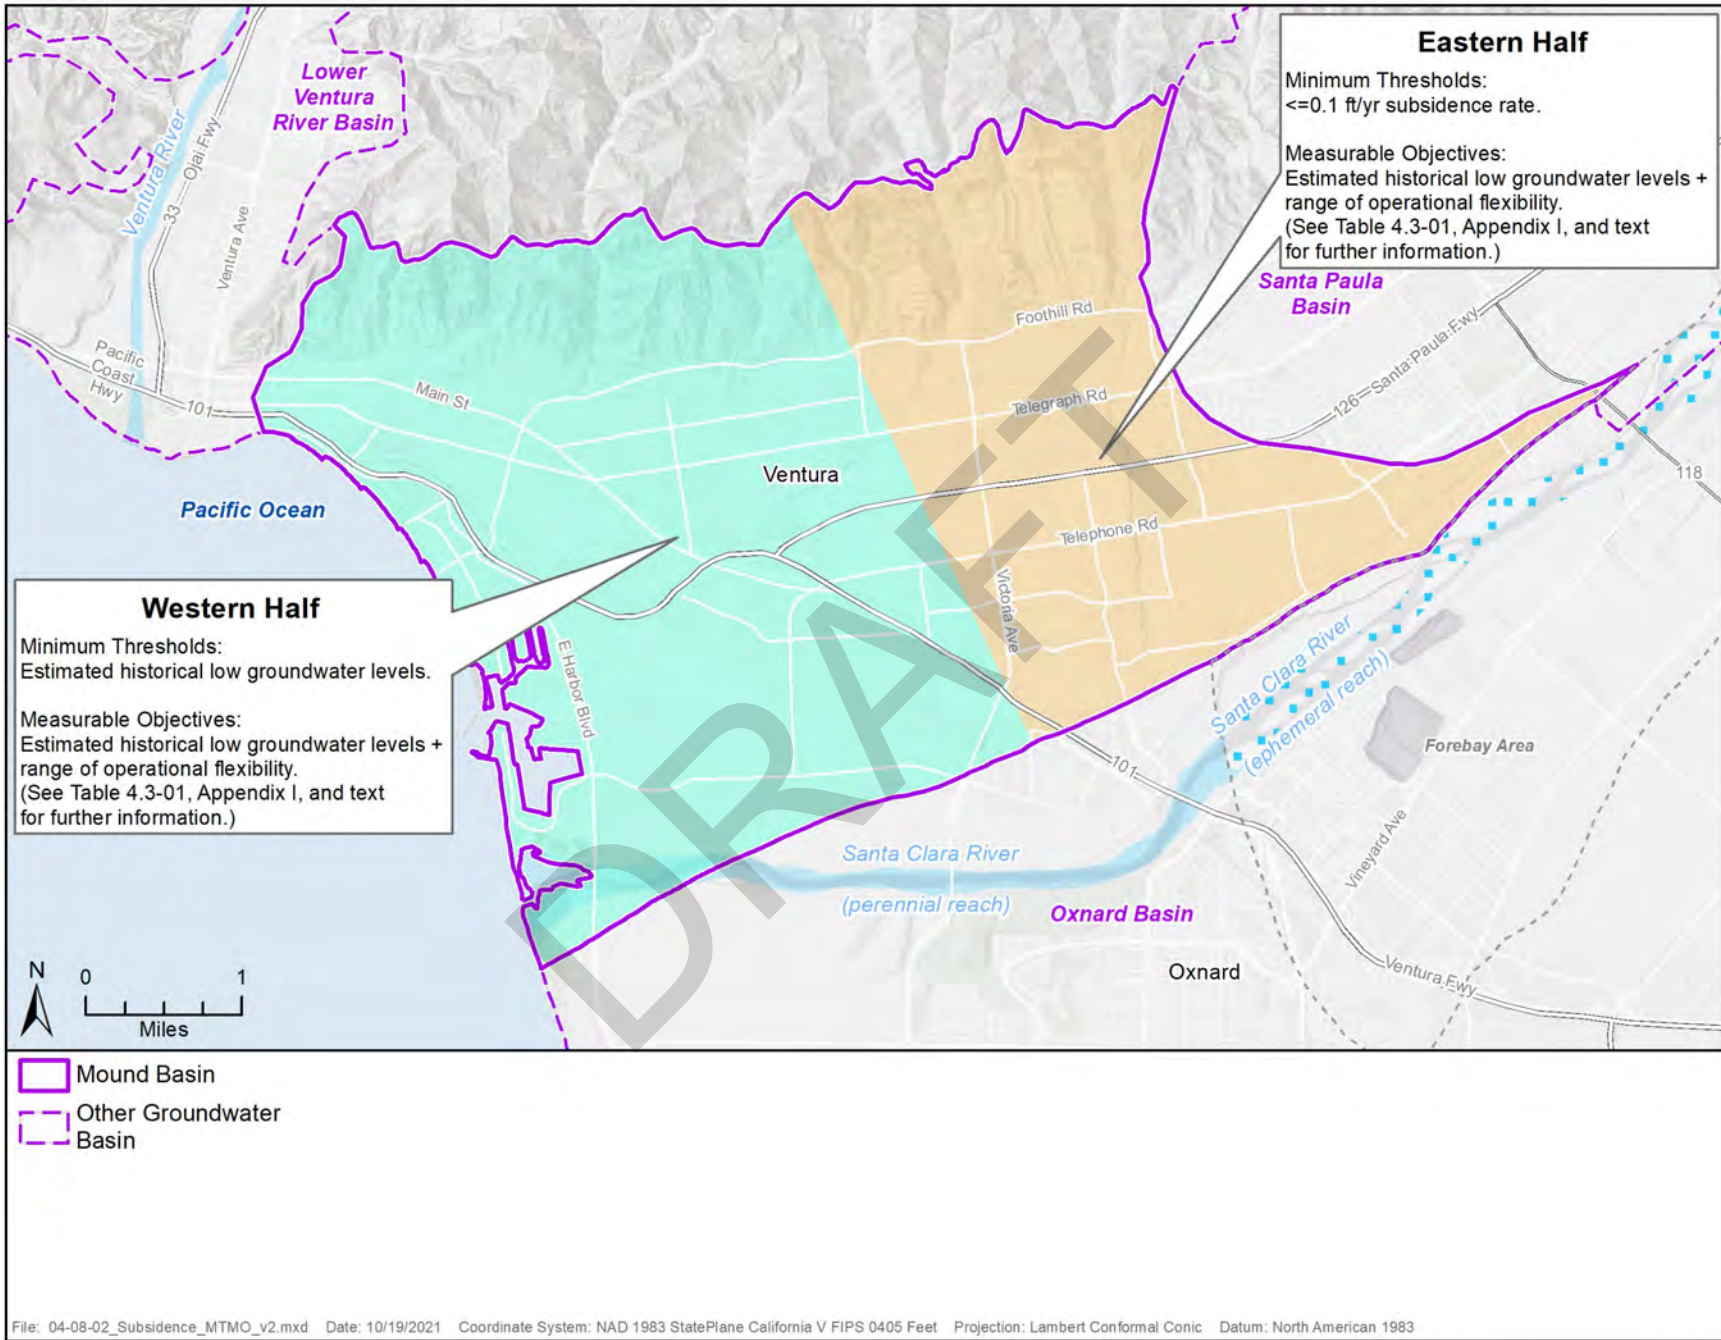 Eastern Half
Minimum Thresholds:
<=0.1 ft/yr subsidence rate.
Measurable Objectives:
Estimated historical low groundwater levels +
range of operational flexibility.
(See Table 4.3-01, Appendix I, and text
for further information.)
Lower
Ventura
River Basin
Ventura River
33
Ojai Fwy
Ventura Ave
Santa Paula
Basin
Foothill Rd
Pacific
Coast
Hwy
101
Main St
Telegraph Rd
126
Santa Paula Fwy
118
Ventura
Pacific Ocean
Telephone Rd
Victoria Ave
Western Half
Minimum Thresholds:
Estimated historical low groundwater levels.
Measurable Objectives:
Estimated historical low groundwater levels +
range of operational flexibility.
(See Table 4.3-01, Appendix I, and text
for further information.)
E Harbor Blvd
Santa Clara River
(ephemeral reach)
Forebay Area
101
Vineyard Ave
Santa Clara River
(perennial reach)
Oxnard Basin
Oxnard
Ventura Fwy
DRAFT
N
0 1
Miles
Mound Basin
Other Groundwater
Basin
File: 04-08-02_Subsidence_MTMO_v2.mxd Date: 10/19/2021 Coordinate System: NAD 1983 StatePlane California V FIPS 0405 Feet Projection: Lambert Conformal Conic Datum: North American 1983